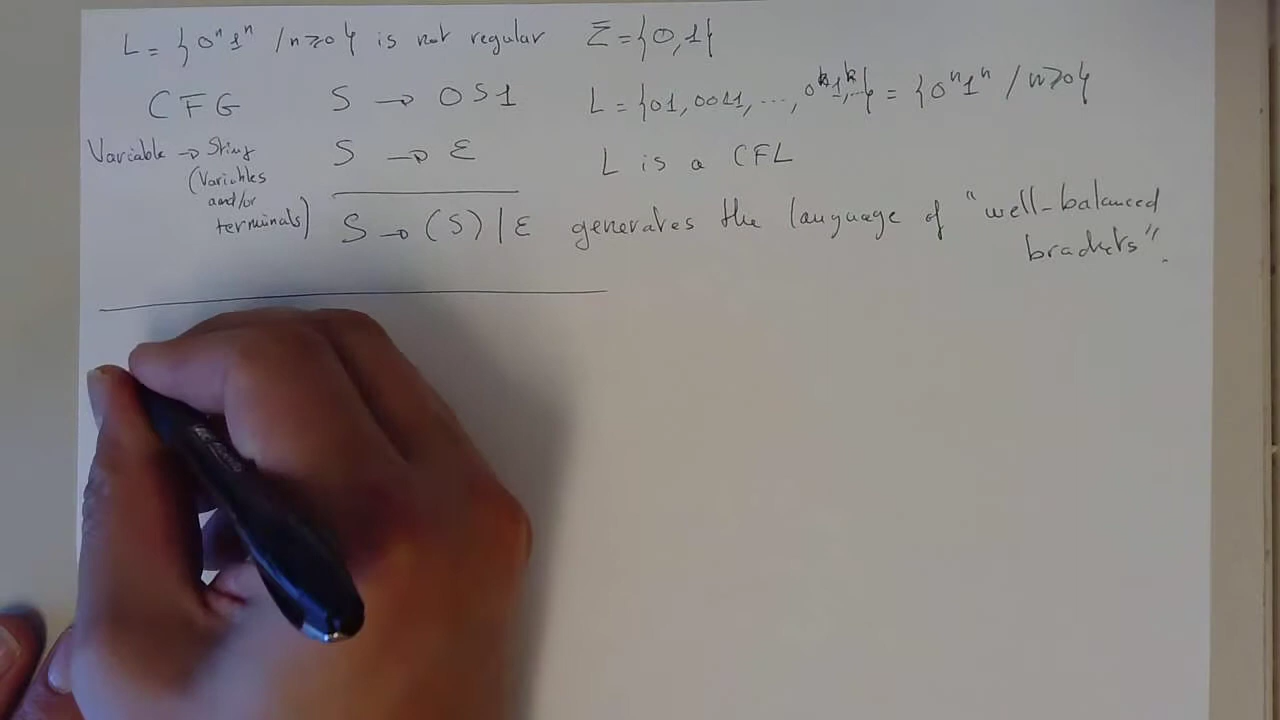 L = { 0ⁿ1ⁿ / n ≥ 0 } is not regular Σ = {0,1}
CFG S → 0S1 L = {01, 0011, ..., 0ᵏ1ᵏ, ...} = {0ⁿ1ⁿ / n ≥ 0}
Variable → String S → ε L is a CFL
(Variables
and/or
terminals) S → (S) | ε generates the language of "well-balanced
brackets".